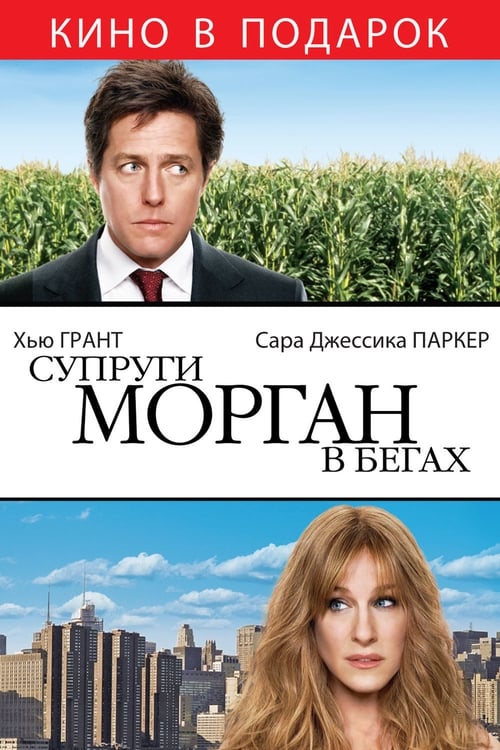 КИНО В ПОДАРОК
Хью ГРАНТ Сара Джессика ПАРКЕР
СУПРУГИ
МОРГАН
В БЕГАХ